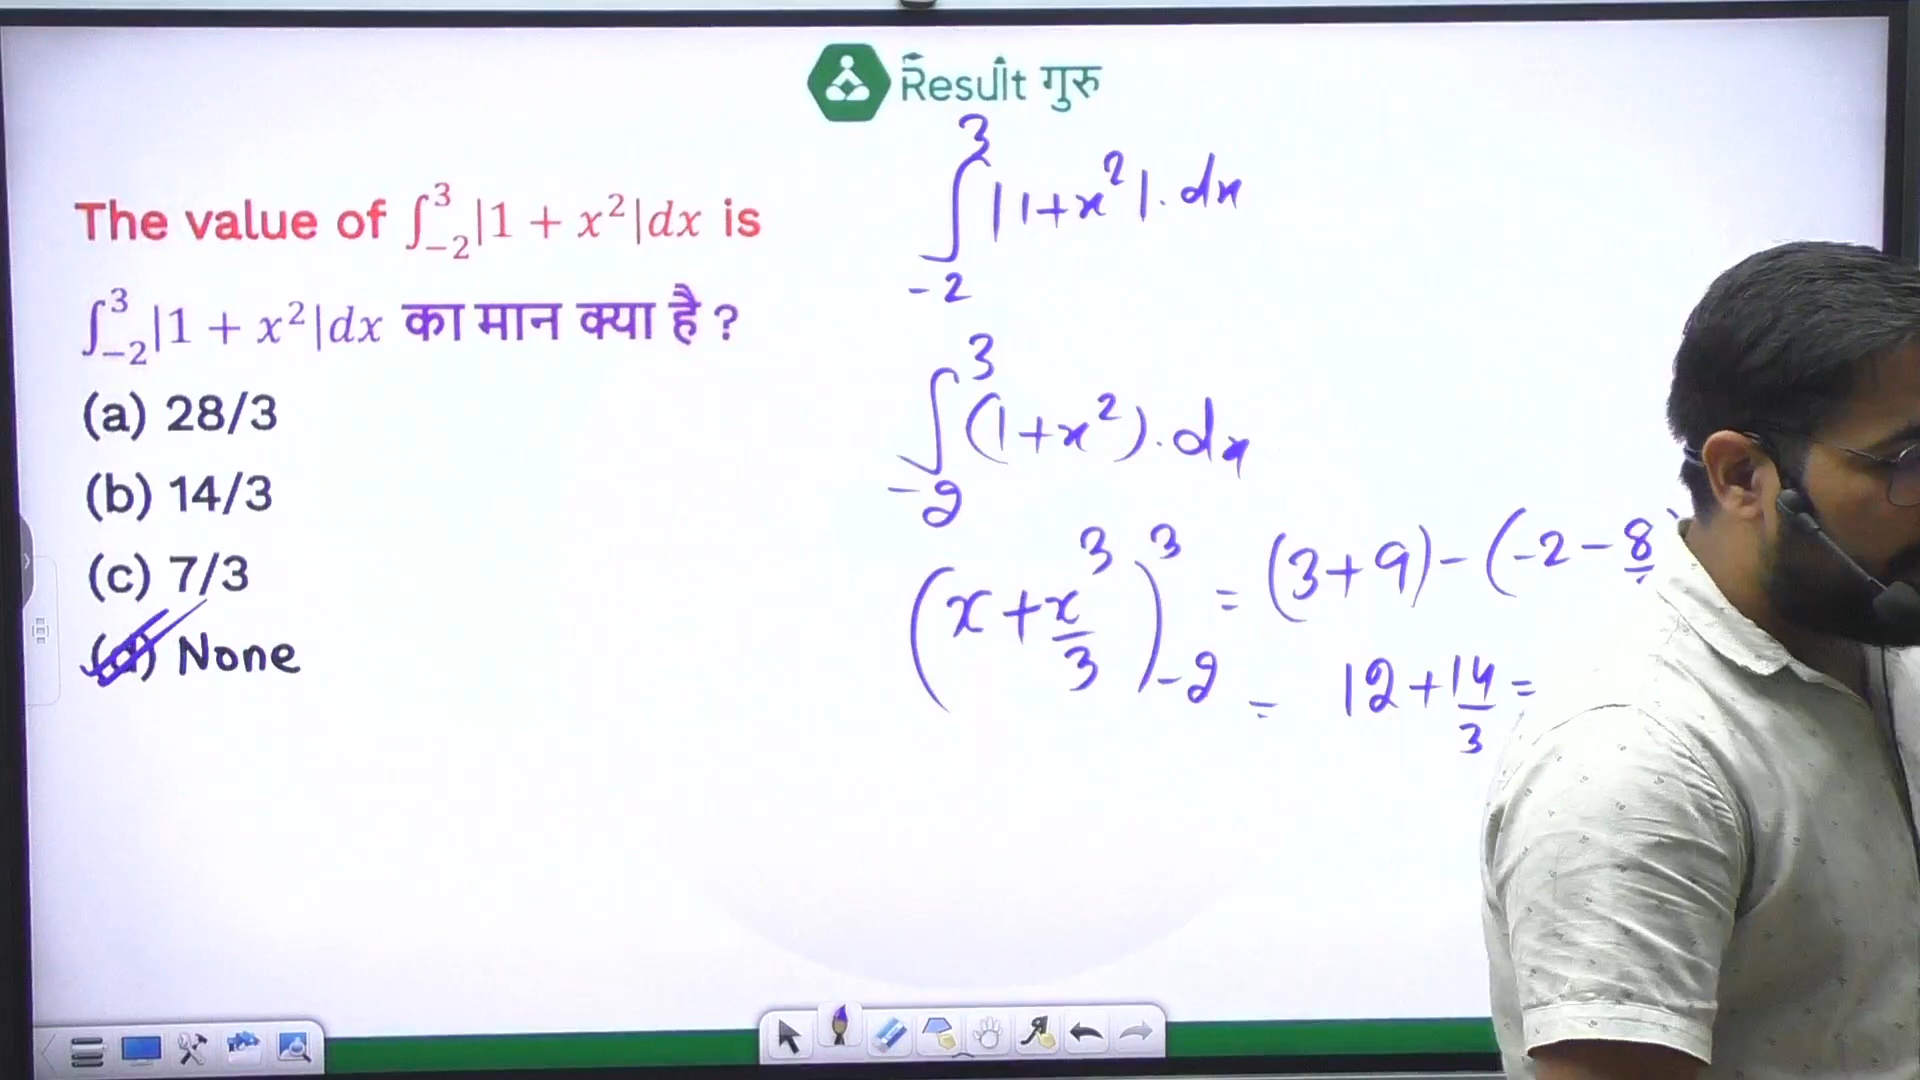 Result गुरु
The value of ∫₋₂³|1 + x²|dx is
∫₋₂³|1 + x²|dx का मान क्या है ?
(a) 28/3
(b) 14/3
(c) 7/3
(d) None
∫₋₂³ |1+x²|. dx
∫₋₂³ (1+x²). dx
(x + x³/3)₋₂³ = (3+9) - (-2 - 8
= 12 + 14/3 =